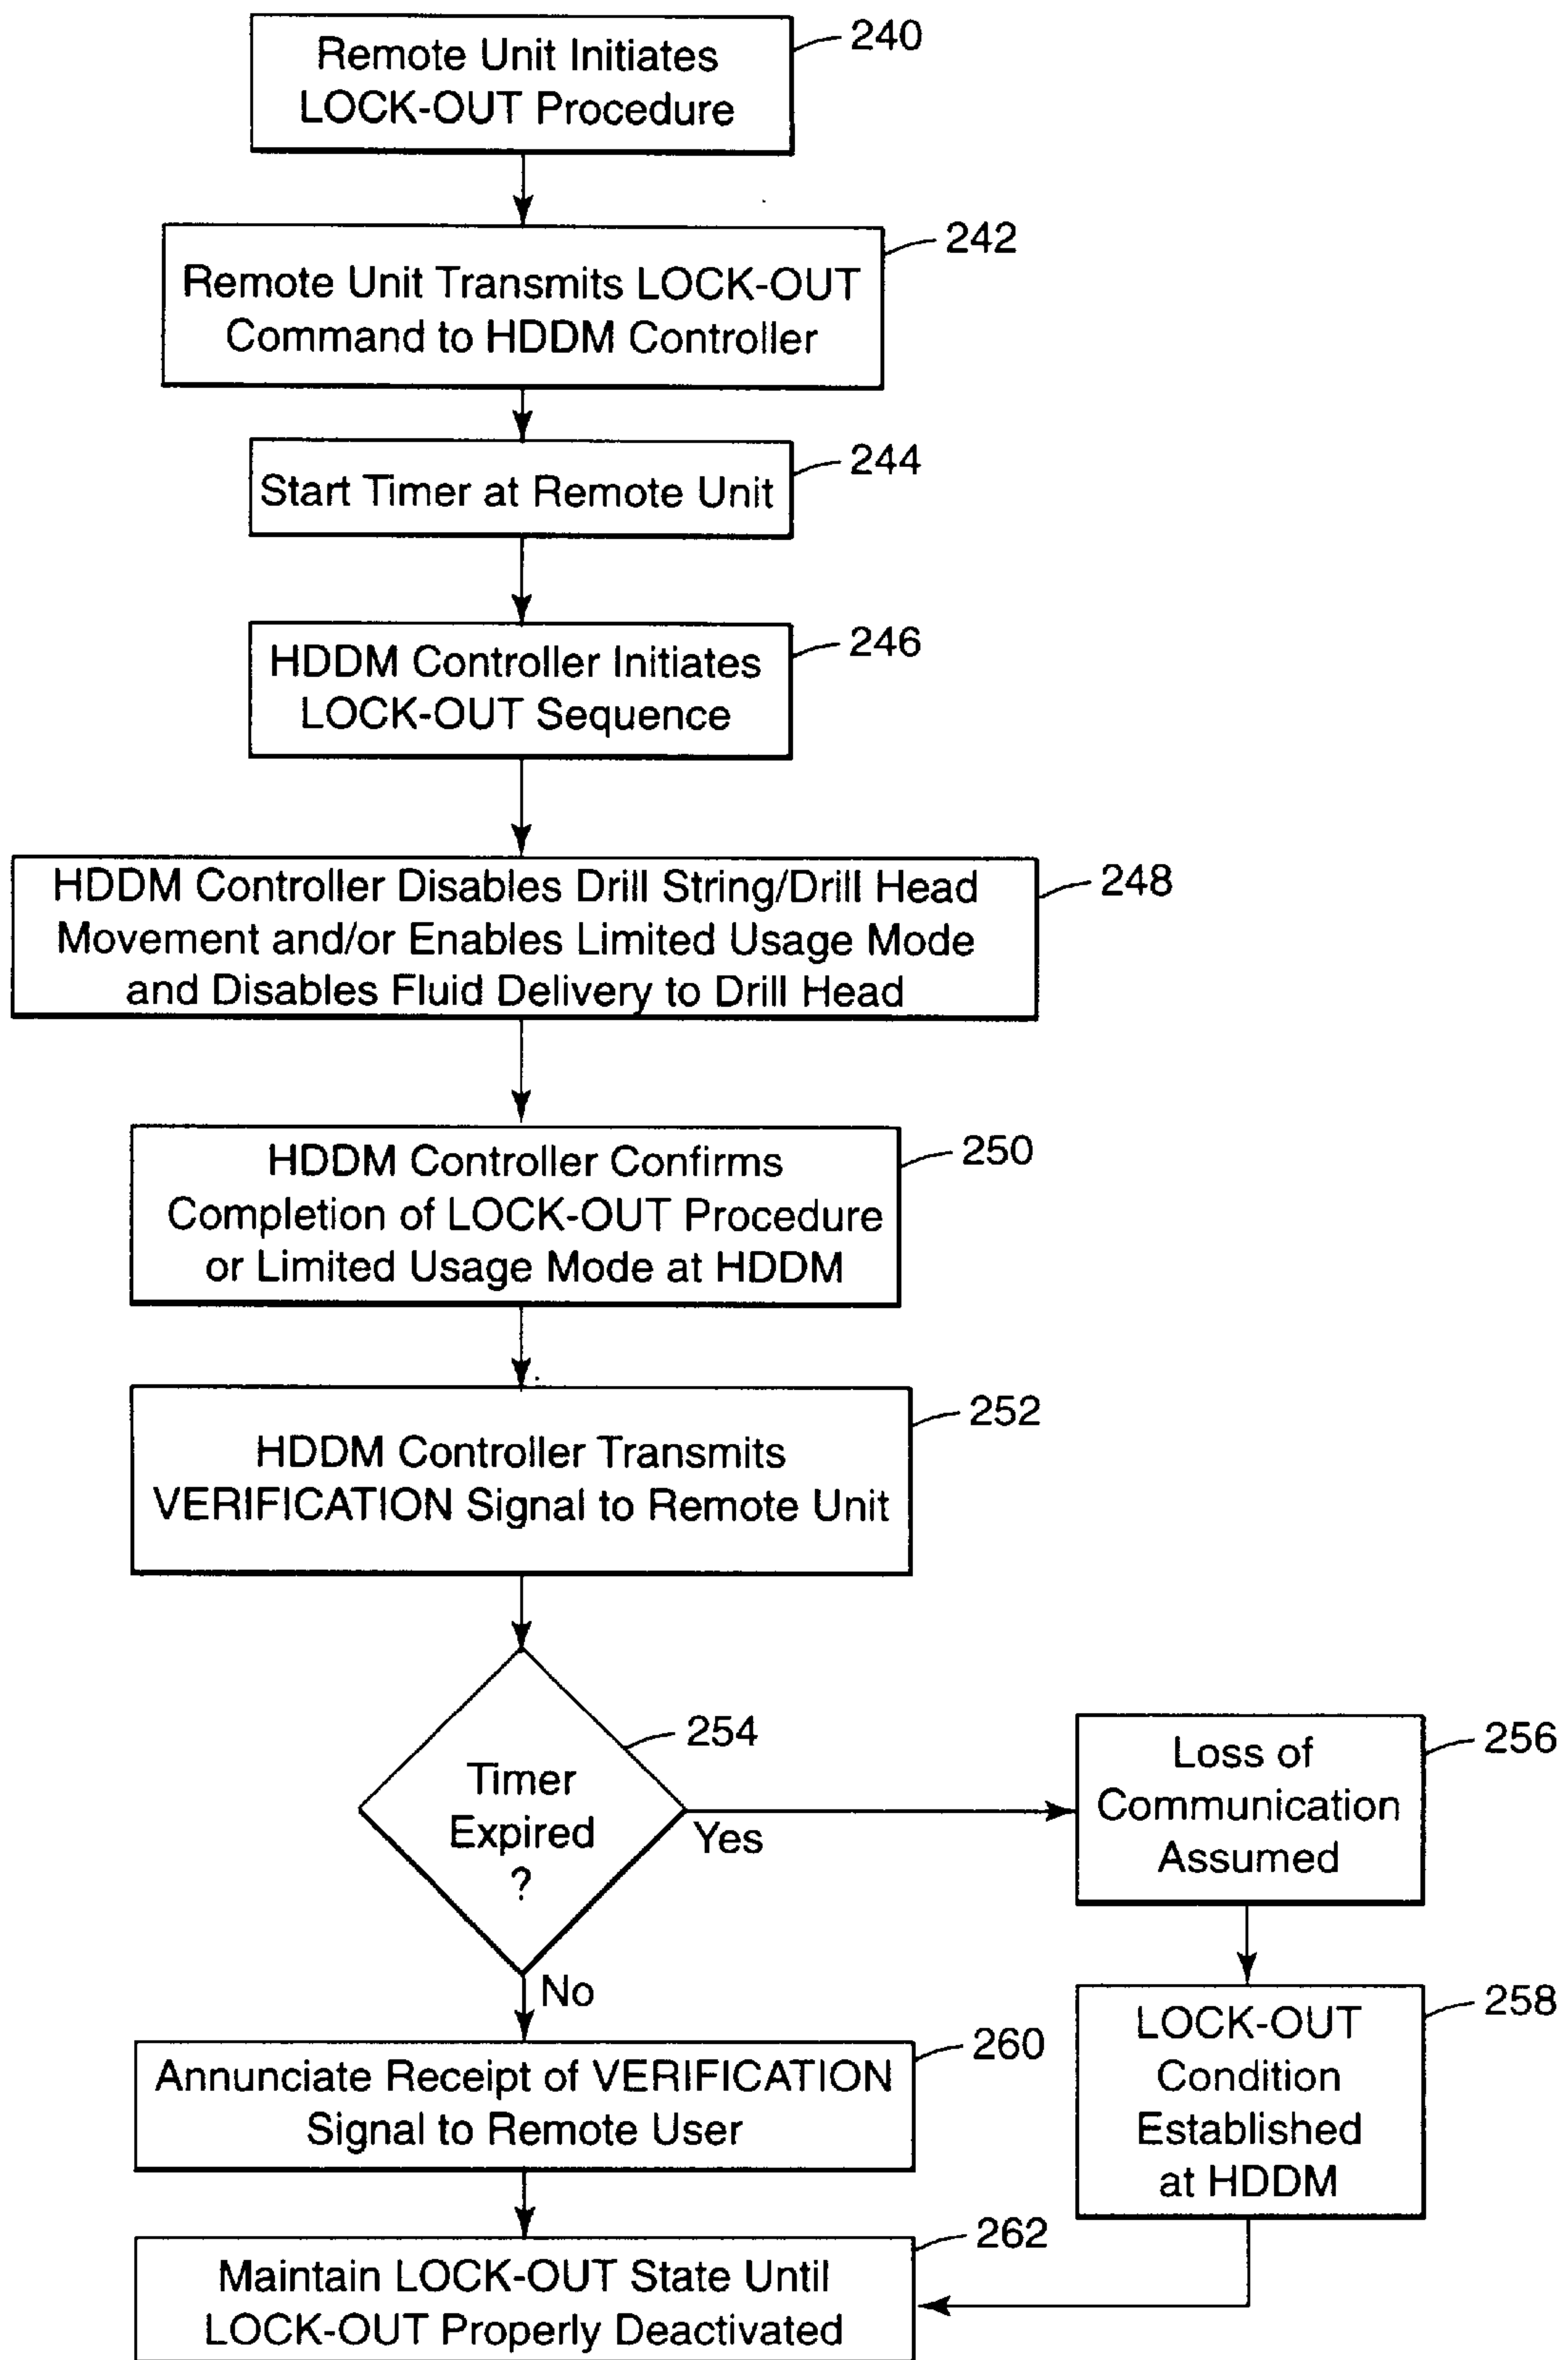 Remote Unit Initiates
LOCK-OUT Procedure
240
Remote Unit Transmits LOCK-OUT
Command to HDDM Controller
242
Start Timer at Remote Unit
244
HDDM Controller Initiates
LOCK-OUT Sequence
246
HDDM Controller Disables Drill String/Drill Head
Movement and/or Enables Limited Usage Mode
and Disables Fluid Delivery to Drill Head
248
HDDM Controller Confirms
Completion of LOCK-OUT Procedure
or Limited Usage Mode at HDDM
250
HDDM Controller Transmits
VERIFICATION Signal to Remote Unit
252
Timer
Expired
?
254
Yes
No
Loss of
Communication
Assumed
256
LOCK-OUT
Condition
Established
at HDDM
258
Annunciate Receipt of VERIFICATION
Signal to Remote User
260
Maintain LOCK-OUT State Until
LOCK-OUT Properly Deactivated
262